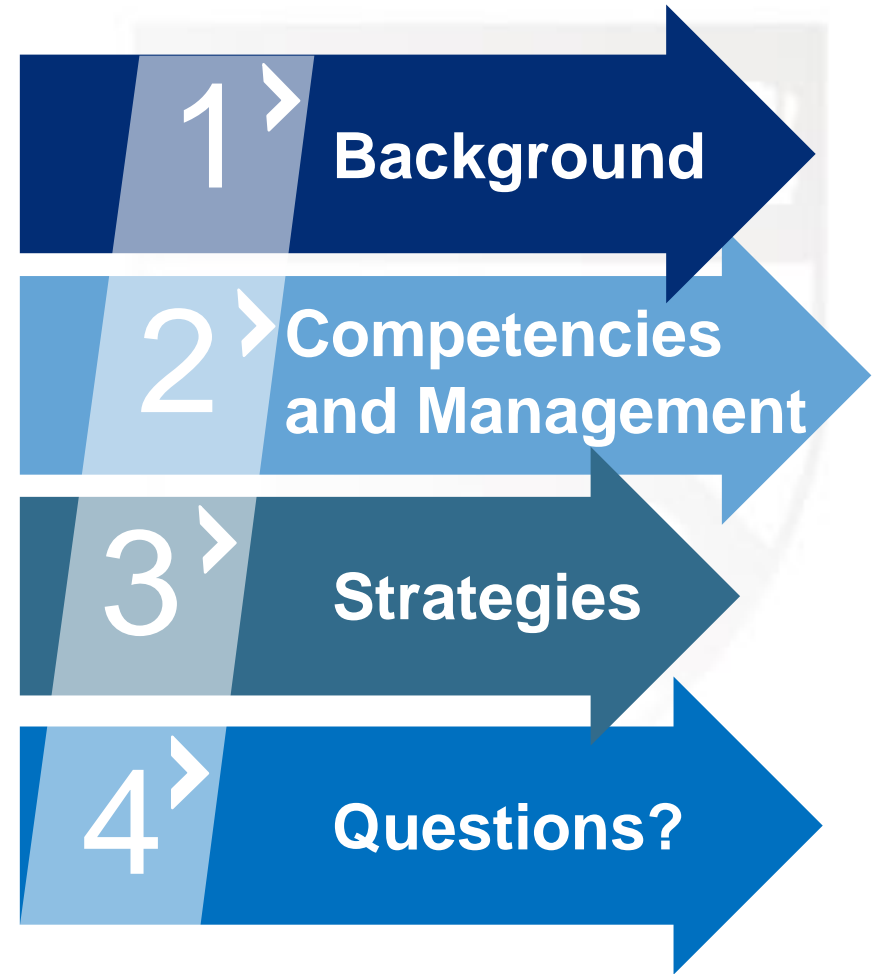 1
Background
2
Competencies
and Management
3
Strategies
4
Questions?